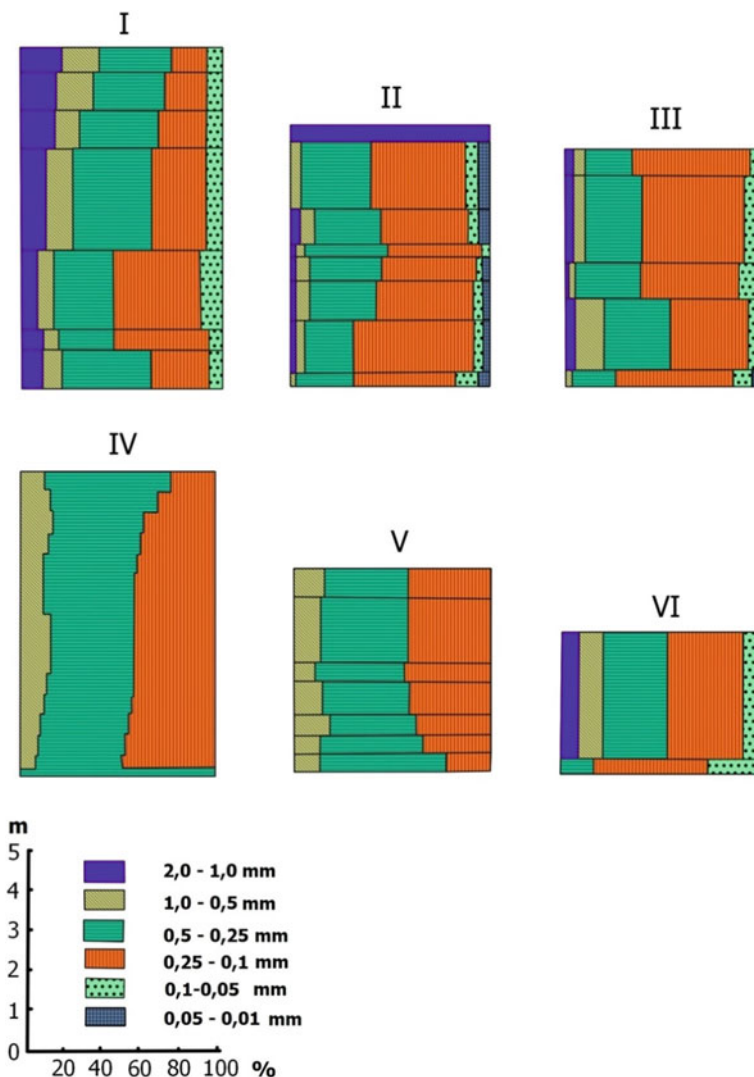 I
II
III
IV
V
VI
m
5
4
3
2
1
0
2,0 - 1,0 mm
1,0 - 0,5 mm
0,5 - 0,25 mm
0,25 - 0,1 mm
0,1-0,05 mm
0,05 - 0,01 mm
20 40 60 80 100 %